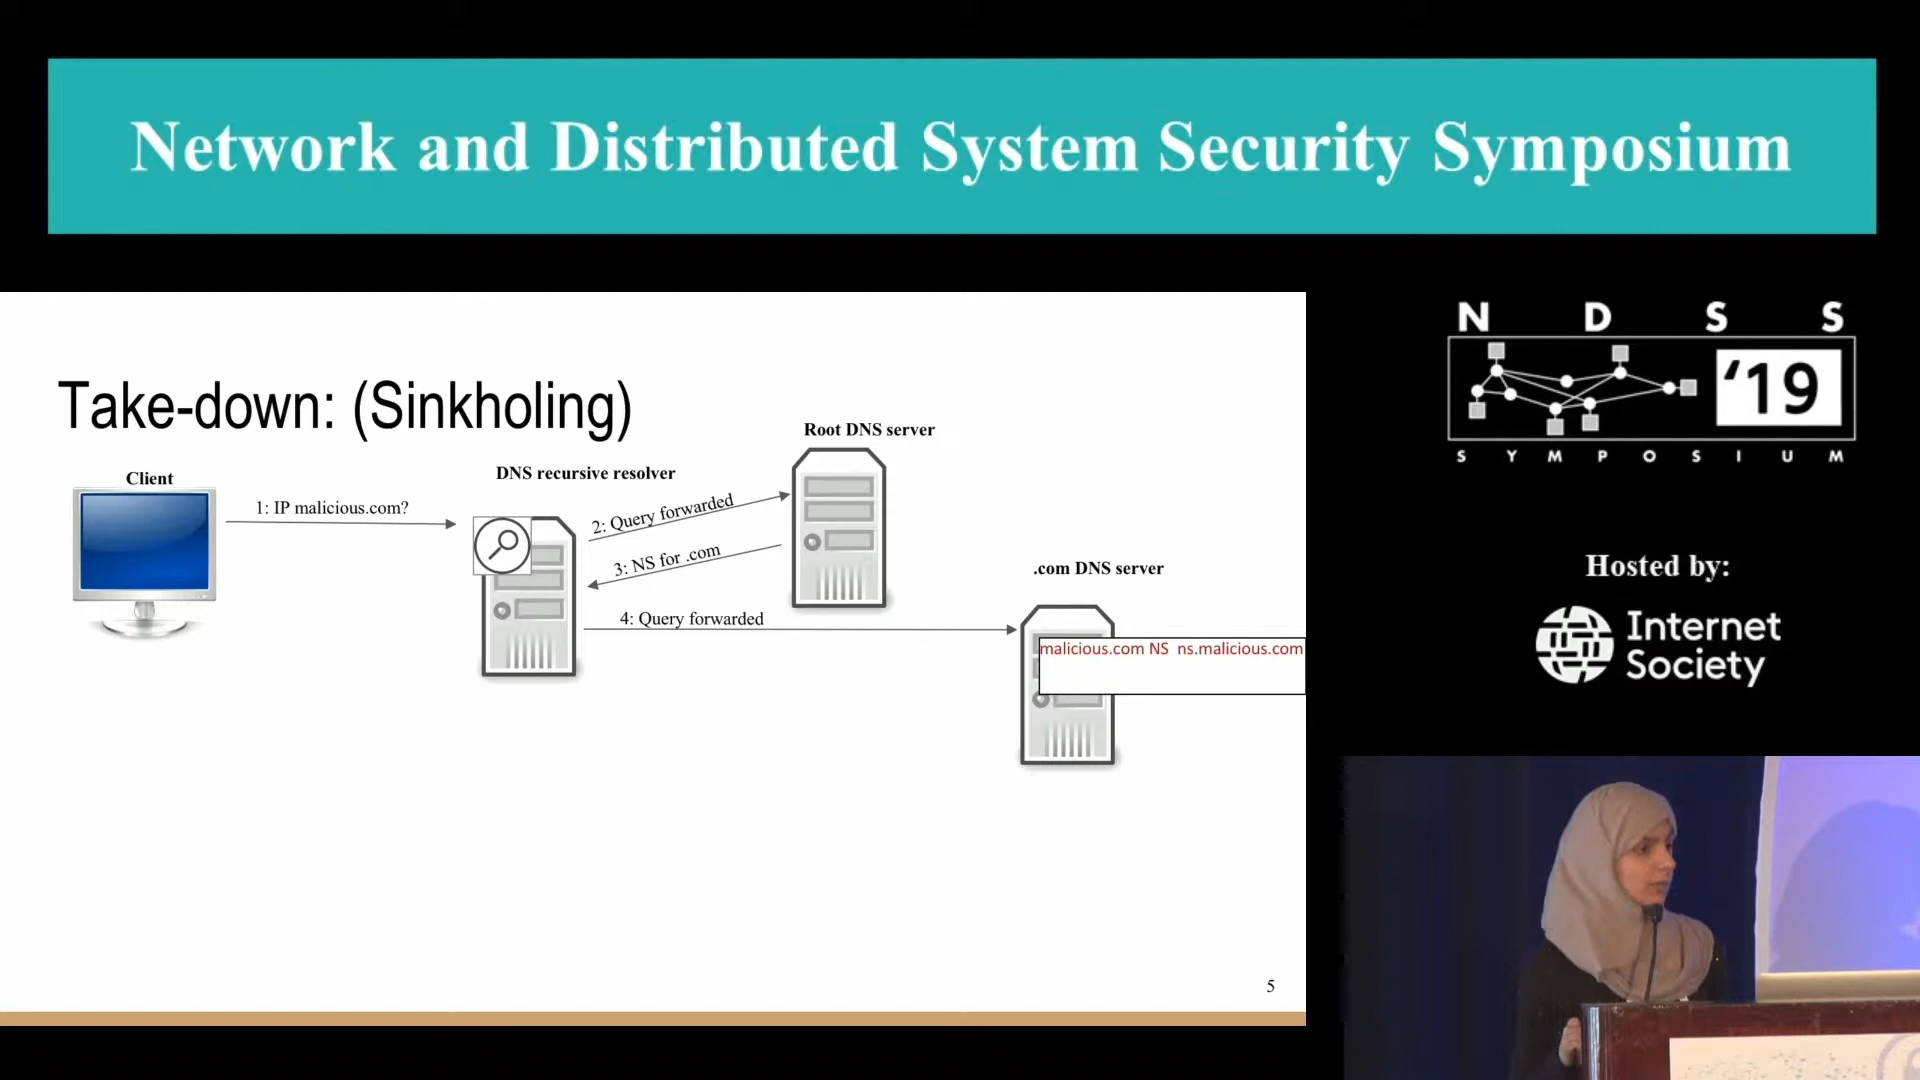 Network and Distributed System Security Symposium
N D S S
'19
S Y M P O S I U M
Hosted by:
Internet
Society
Take-down: (Sinkholing)
Root DNS server
Client
DNS recursive resolver
1: IP malicious.com?
2: Query forwarded
3: NS for .com
.com DNS server
4: Query forwarded
malicious.com NS ns.malicious.com
5